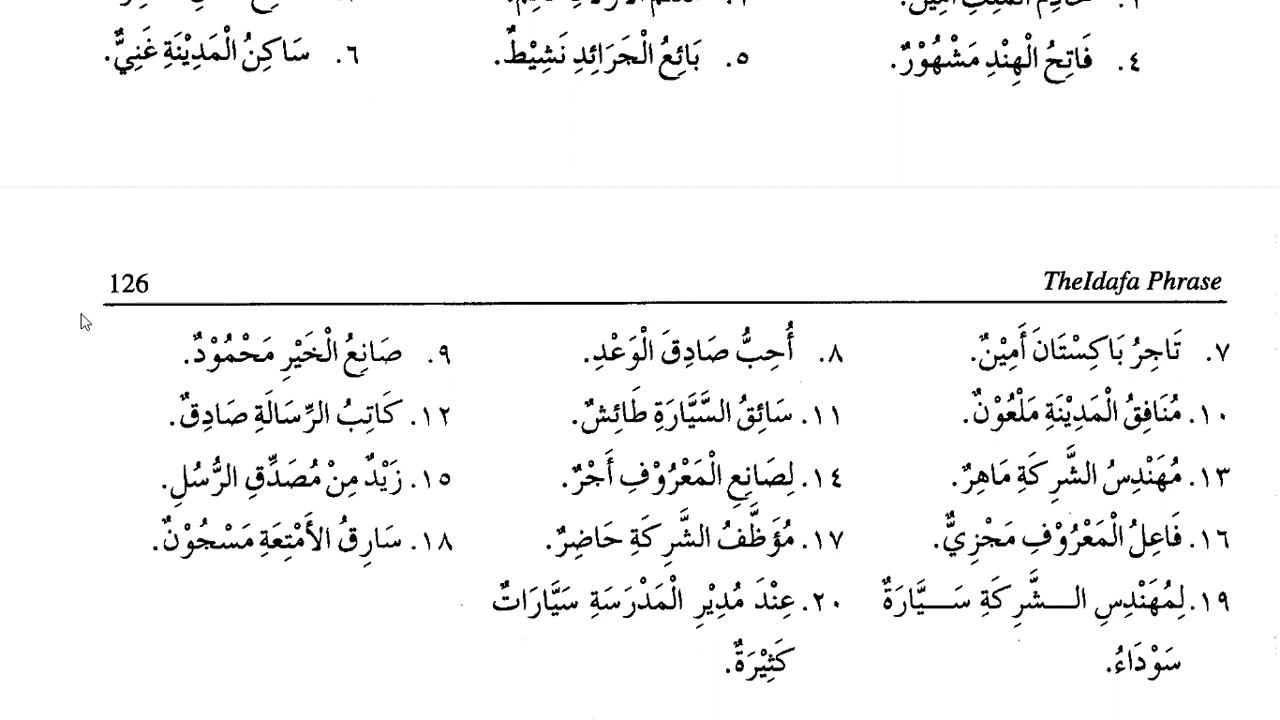 ٤. فَاتِحُ الْهِنْدِ مَشْهُوْرٌ. ٥. بَائِعُ الْجَرَائِدِ نَشِيْطٌ. ٦. سَاكِنُ الْمَدِيْنَةِ غَنِيٌّ.
126 TheIdafa Phrase
٧. تَاجِرُ بَاكِسْتَانَ أَمِيْنٌ. ٨. أُحِبُّ صَادِقَ الْوَعْدِ. ٩. صَانِعُ الْخَيْرِ مَحْمُوْدٌ.
١٠. مُنَافِقُ الْمَدِيْنَةِ مَلْعُوْنٌ. ١١. سَائِقُ السَّيَّارَةِ طَائِشٌ. ١٢. كَاتِبُ الرِّسَالَةِ صَادِقٌ.
١٣. مُهَنْدِسُ الشَّرِكَةِ مَاهِرٌ. ١٤. لِصَانِعِ الْمَعْرُوْفِ أَجْرٌ. ١٥. زَيْدٌ مِنْ مُصَدِّقِ الرُّسُلِ.
١٦. فَاعِلُ الْمَعْرُوْفِ مَجْزِيٌّ. ١٧. مُؤَظَّفُ الشَّرِكَةِ حَاضِرٌ. ١٨. سَارِقُ الأَمْتِعَةِ مَسْجُوْنٌ.
١٩. لِمُهَنْدِسِ الشَّرِكَةِ سَيَّارَةٌ ٢٠. عِنْدَ مُدِيْرِ الْمَدْرَسَةِ سَيَّارَاتٌ
سَوْدَاءُ. كَثِيْرَةٌ.